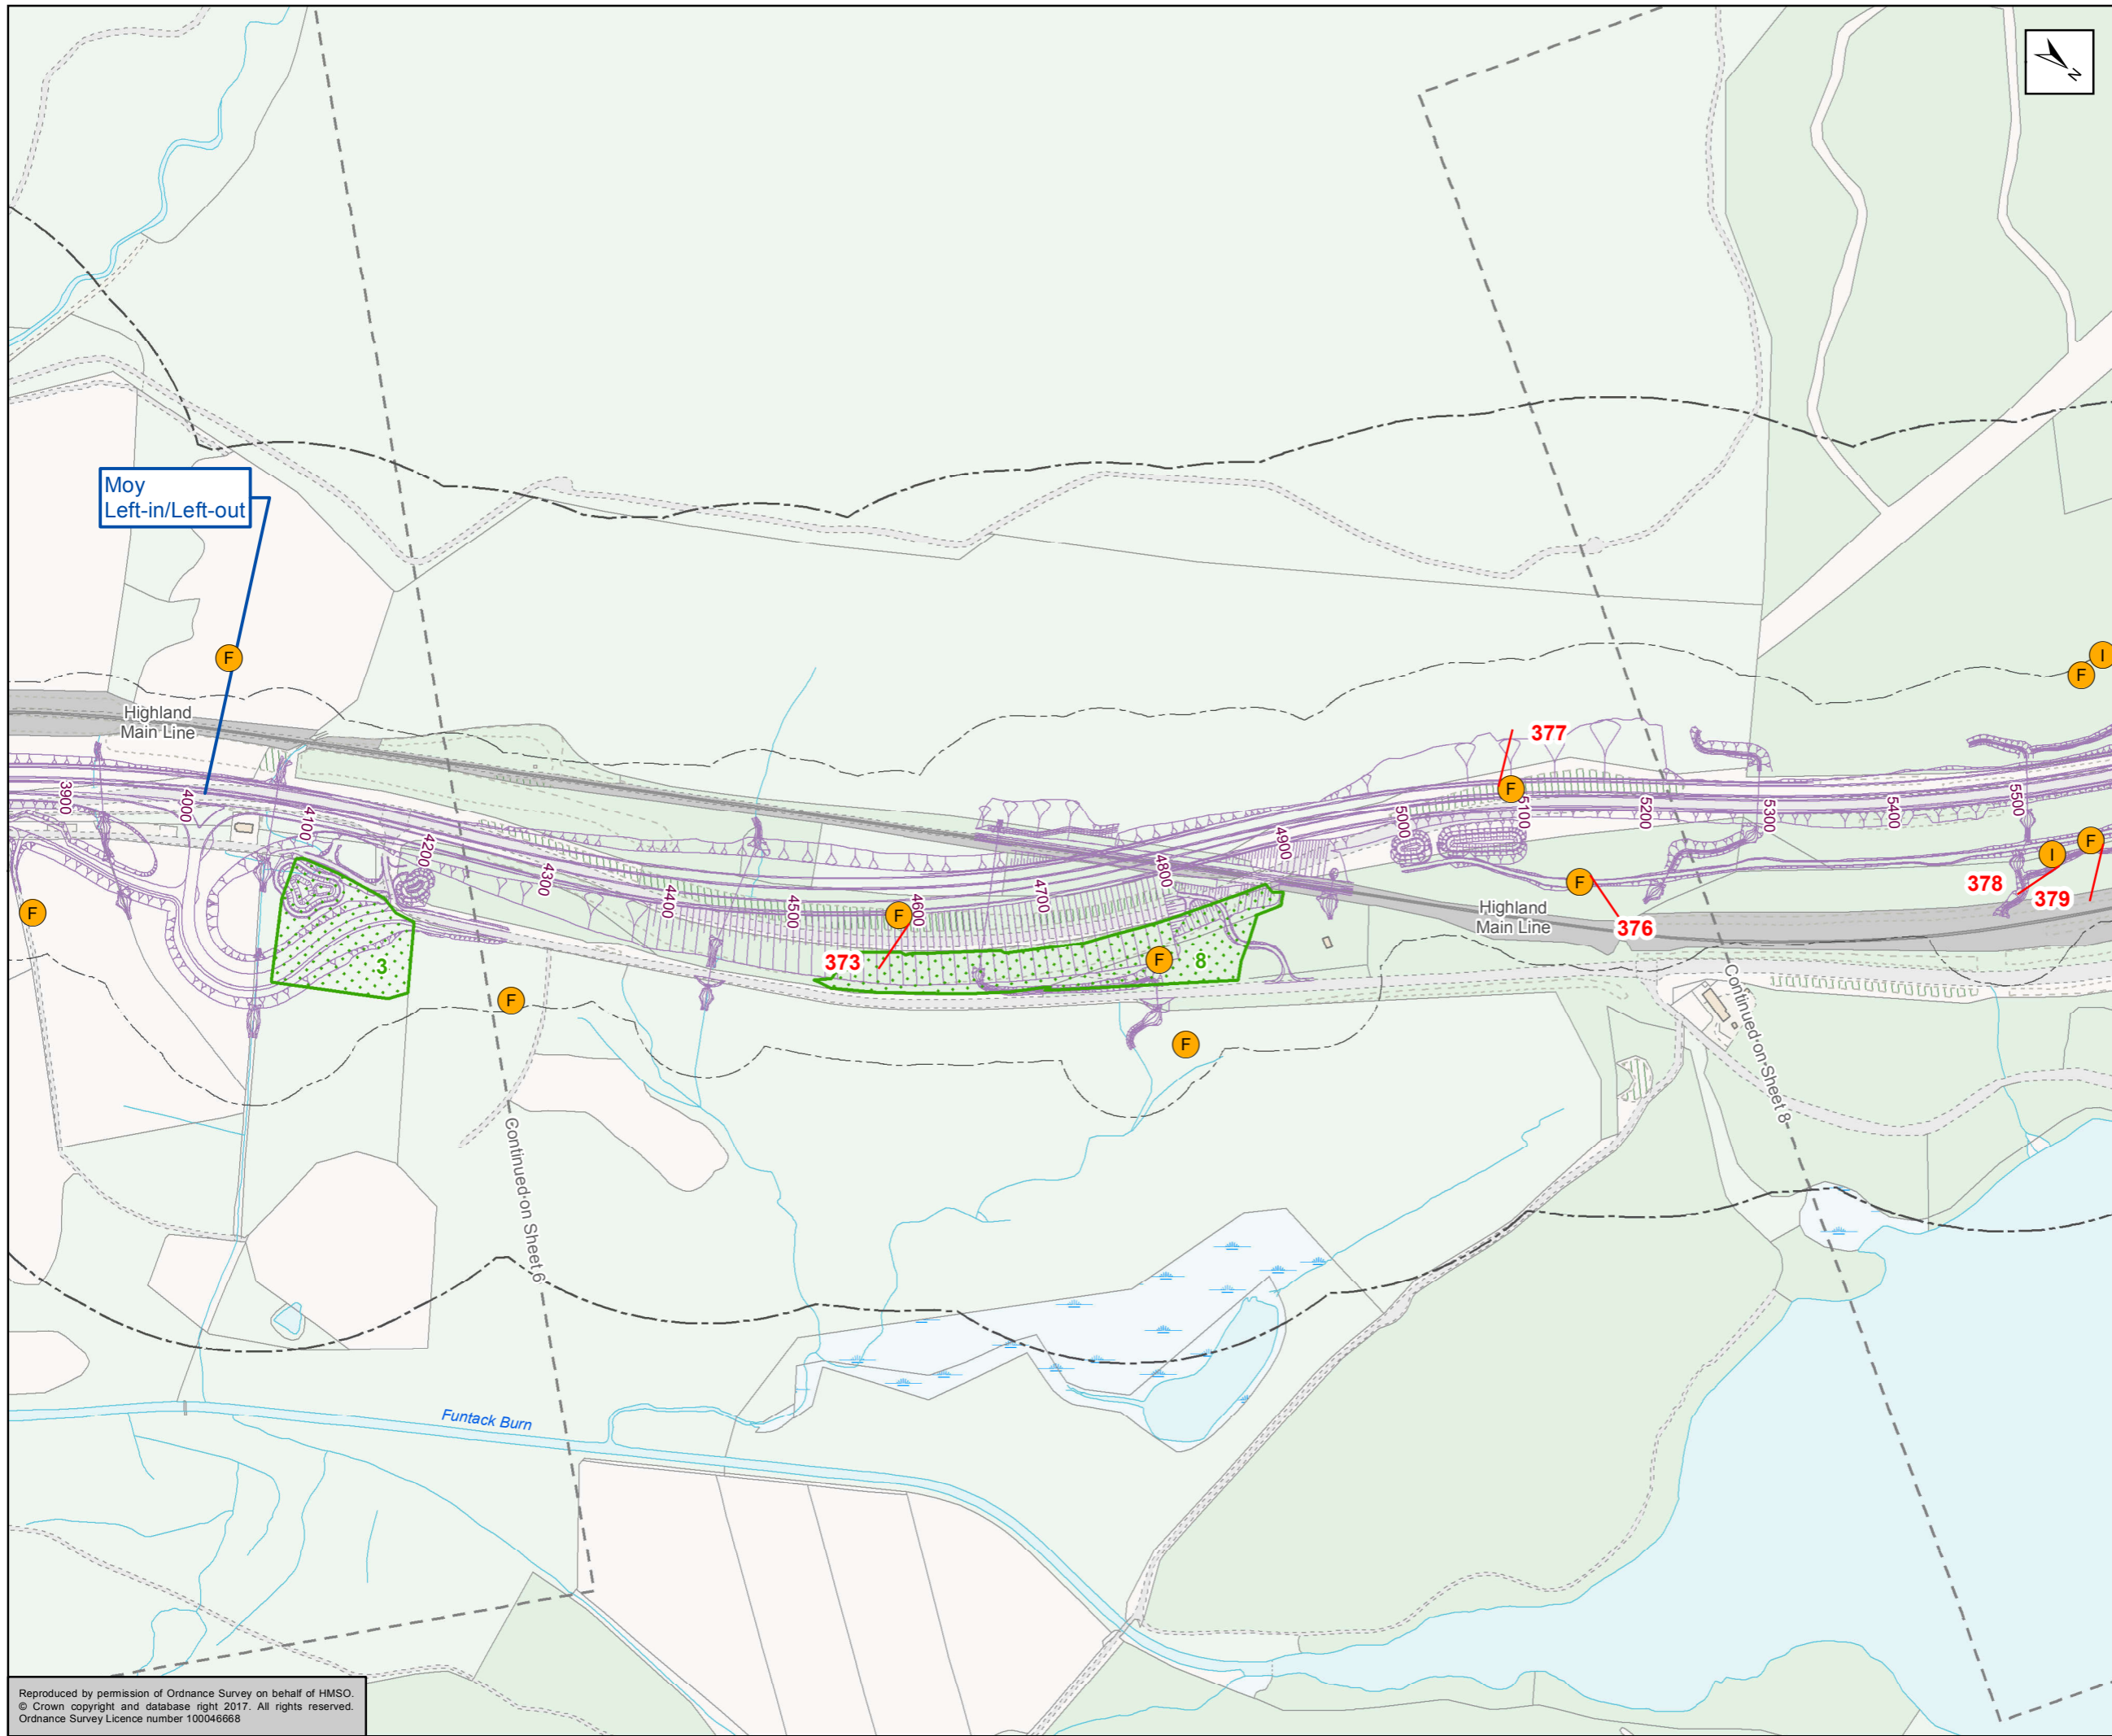 N
Moy
Left-in/Left-out
F
I
F
Highland
Main Line
377
F
3900
4000
4100
4200
4300
4400
4500
4600
4700
4800
4900
5000
5100
5200
5300
5400
5500
F
I
F
378
379
376
Highland
Main Line
F
F
373
3
F
8
F
F
Continued on Sheet 6
Continued on Sheet 8
Funtack Burn
Reproduced by permission of Ordnance Survey on behalf of HMSO.
© Crown copyright and database right 2017. All rights reserved.
Ordnance Survey Licence number 100046668